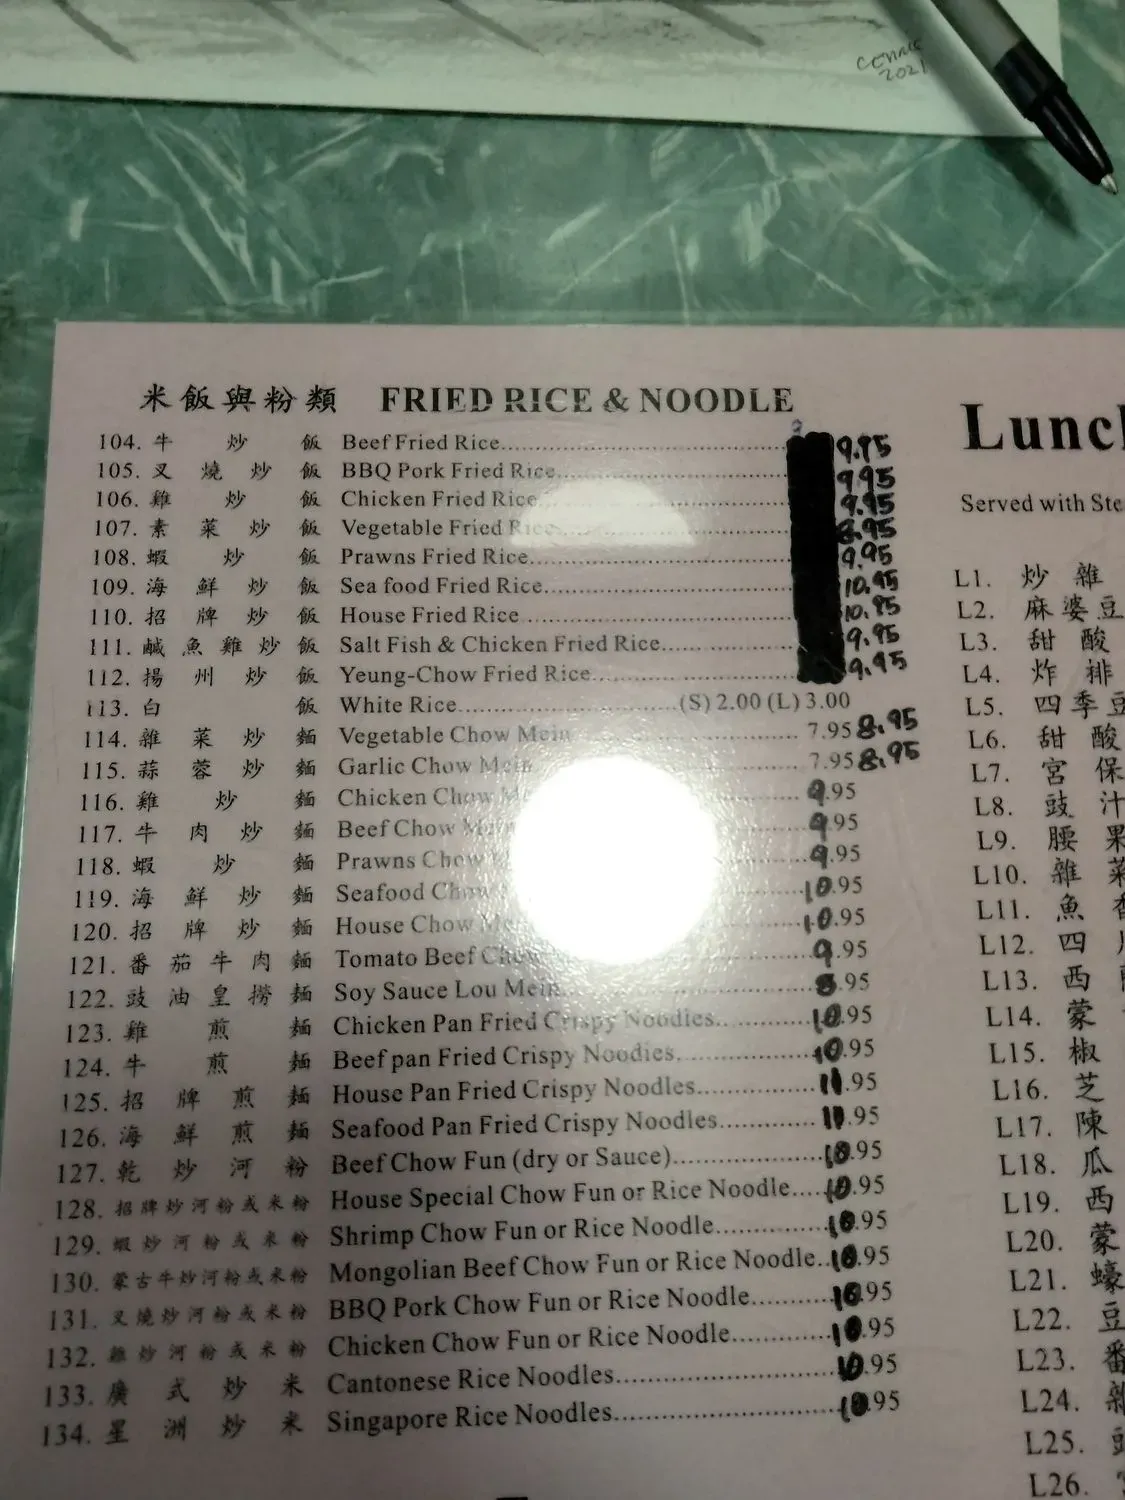 CENNIE
2021
米飯與粉類 FRIED RICE & NOODLE
104. 牛炒飯 Beef Fried Rice 9.95
105. 叉燒炒飯 BBQ Pork Fried Rice 9.95
106. 雞炒飯 Chicken Fried Rice 9.95
107. 素菜炒飯 Vegetable Fried Rice 8.95
108. 蝦炒飯 Prawns Fried Rice 9.95
109. 海鮮炒飯 Sea food Fried Rice 10.95
110. 招牌炒飯 House Fried Rice 10.95
111. 鹹魚雞炒飯 Salt Fish & Chicken Fried Rice 9.95
112. 揚州炒飯 Yeung-Chow Fried Rice 9.95
113. 白飯 White Rice (S) 2.00 (L) 3.00
114. 雜菜炒麵 Vegetable Chow Mein 7.95 8.95
115. 蒜蓉炒麵 Garlic Chow Mein 7.95 8.95
116. 雞炒麵 Chicken Chow 9.95
117. 牛肉炒麵 Beef Chow 9.95
118. 蝦炒麵 Prawns Chow 9.95
119. 海鮮炒麵 Seafood Chow 10.95
120. 招牌炒麵 House Chow 10.95
121. 番茄牛肉麵 Tomato Beef Chow 9.95
122. 豉油皇撈麵 Soy Sauce Lou Mein 8.95
123. 雞煎麵 Chicken Pan Fried Crispy Noodles 10.95
124. 牛煎麵 Beef pan Fried Crispy Noodles 10.95
125. 招牌煎麵 House Pan Fried Crispy Noodles 11.95
126. 海鮮煎麵 Seafood Pan Fried Crispy Noodles 11.95
127. 乾炒河粉 Beef Chow Fun (dry or Sauce) 10.95
128. 招牌炒河粉或米粉 House Special Chow Fun or Rice Noodle 10.95
129. 蝦炒河粉或米粉 Shrimp Chow Fun or Rice Noodle 10.95
130. 蒙古牛炒河粉或米粉 Mongolian Beef Chow Fun or Rice Noodle 10.95
131. 叉燒炒河粉或米粉 BBQ Pork Chow Fun or Rice Noodle 10.95
132. 雞炒河粉或米粉 Chicken Chow Fun or Rice Noodle 10.95
133. 廣式炒米 Cantonese Rice Noodles 10.95
134. 星洲炒米 Singapore Rice Noodles 10.95
Lunc
Served with Ste
L1. 炒雜
L2. 麻婆豆
L3. 甜酸
L4. 炸排
L5. 四季豆
L6. 甜酸
L7. 宮保
L8. 豉汁
L9. 腰果
L10. 雜菜
L11. 魚香
L12. 四
L13. 西
L14. 蒙
L15. 椒
L16. 芝
L17. 陳
L18. 瓜
L19. 西
L20. 蒙
L21. 蠔
L22. 豆
L23. 番
L24. 雜
L25.
L26.